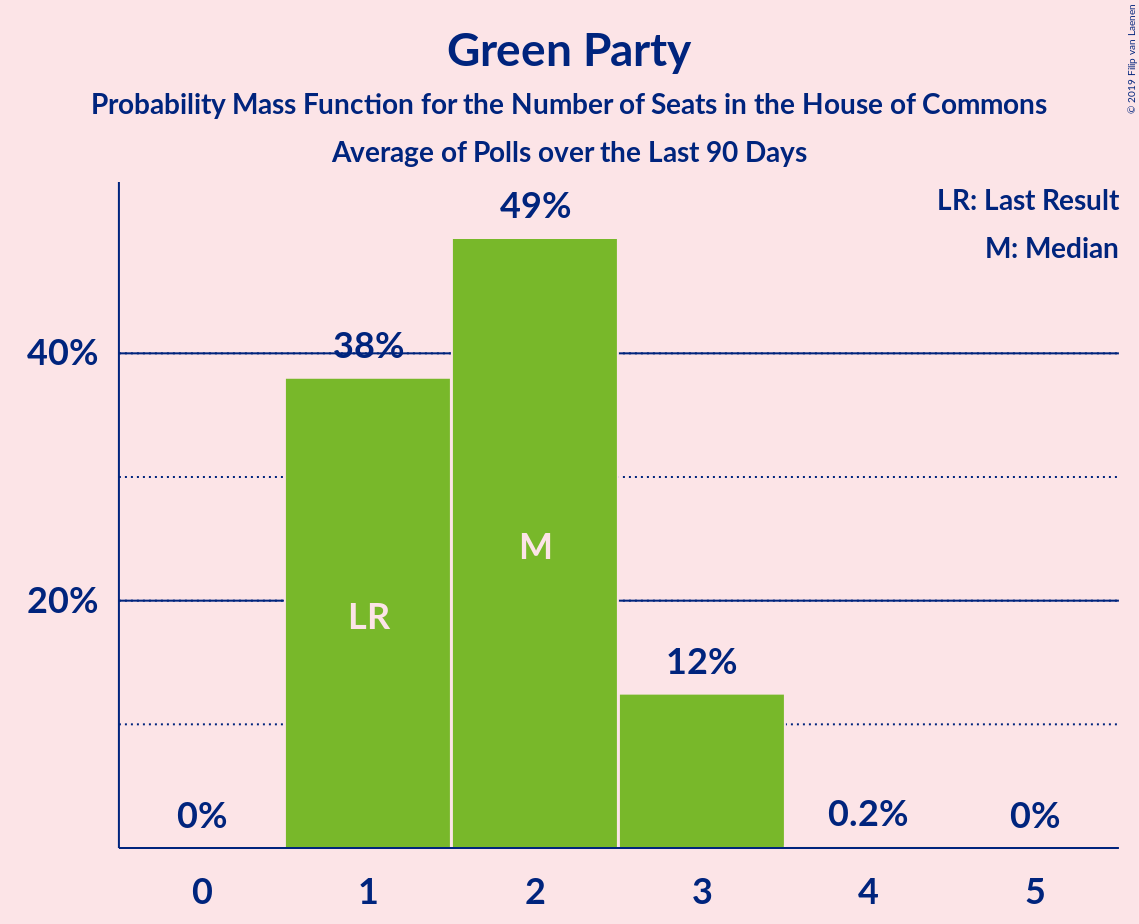 Green Party
Probability Mass Function for the Number of Seats in the House of Commons
Average of Polls over the Last 90 Days
© 2019 Filip van Laenen
LR: Last Result
M: Median
49%
38%
40%
M
20%
LR
12%
0%
0.2%
0%
0 1 2 3 4 5